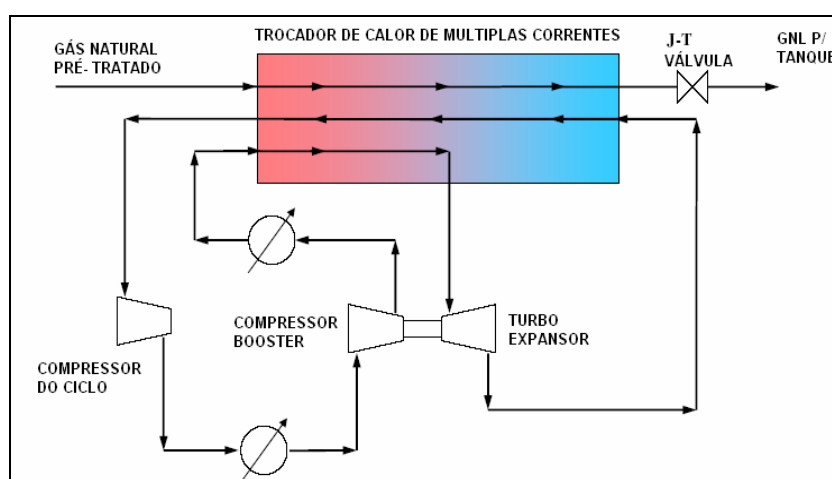 TROCADOR DE CALOR DE MULTIPLAS CORRENTES
GÁS NATURAL
PRÉ- TRATADO
J-T
VÁLVULA
GNL P/
TANQUE
COMPRESSOR
BOOSTER
TURBO
EXPANSOR
COMPRESSOR
DO CICLO